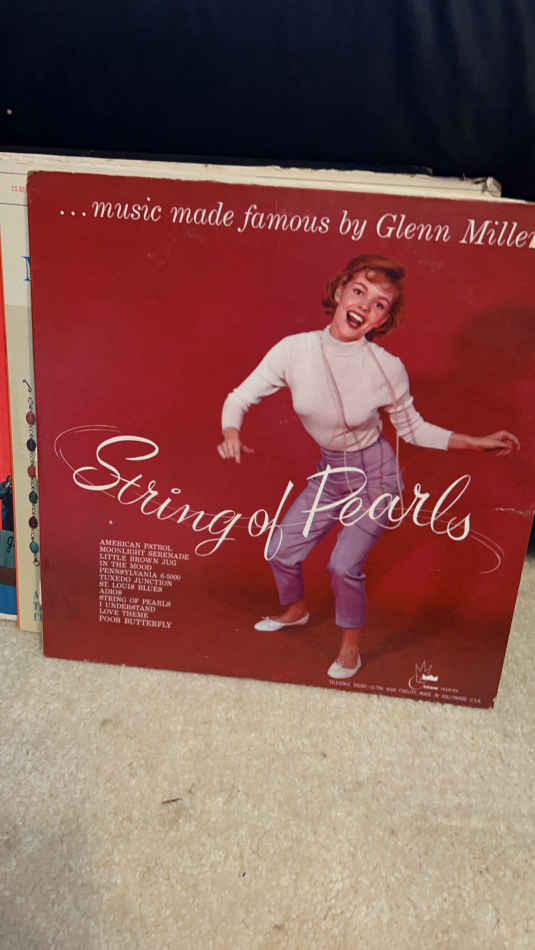 ...music made famous by Glenn Miller
String of Pearls
AMERICAN PATROL
MOONLIGHT SERENADE
LITTLE BROWN JUG
IN THE MOOD
PENNSYLVANIA 6-5000
TUXEDO JUNCTION
ST. LOUIS BLUES
ADIOS
STRING OF PEARLS
I UNDERSTAND
LOVE THEME
POOR BUTTERFLY